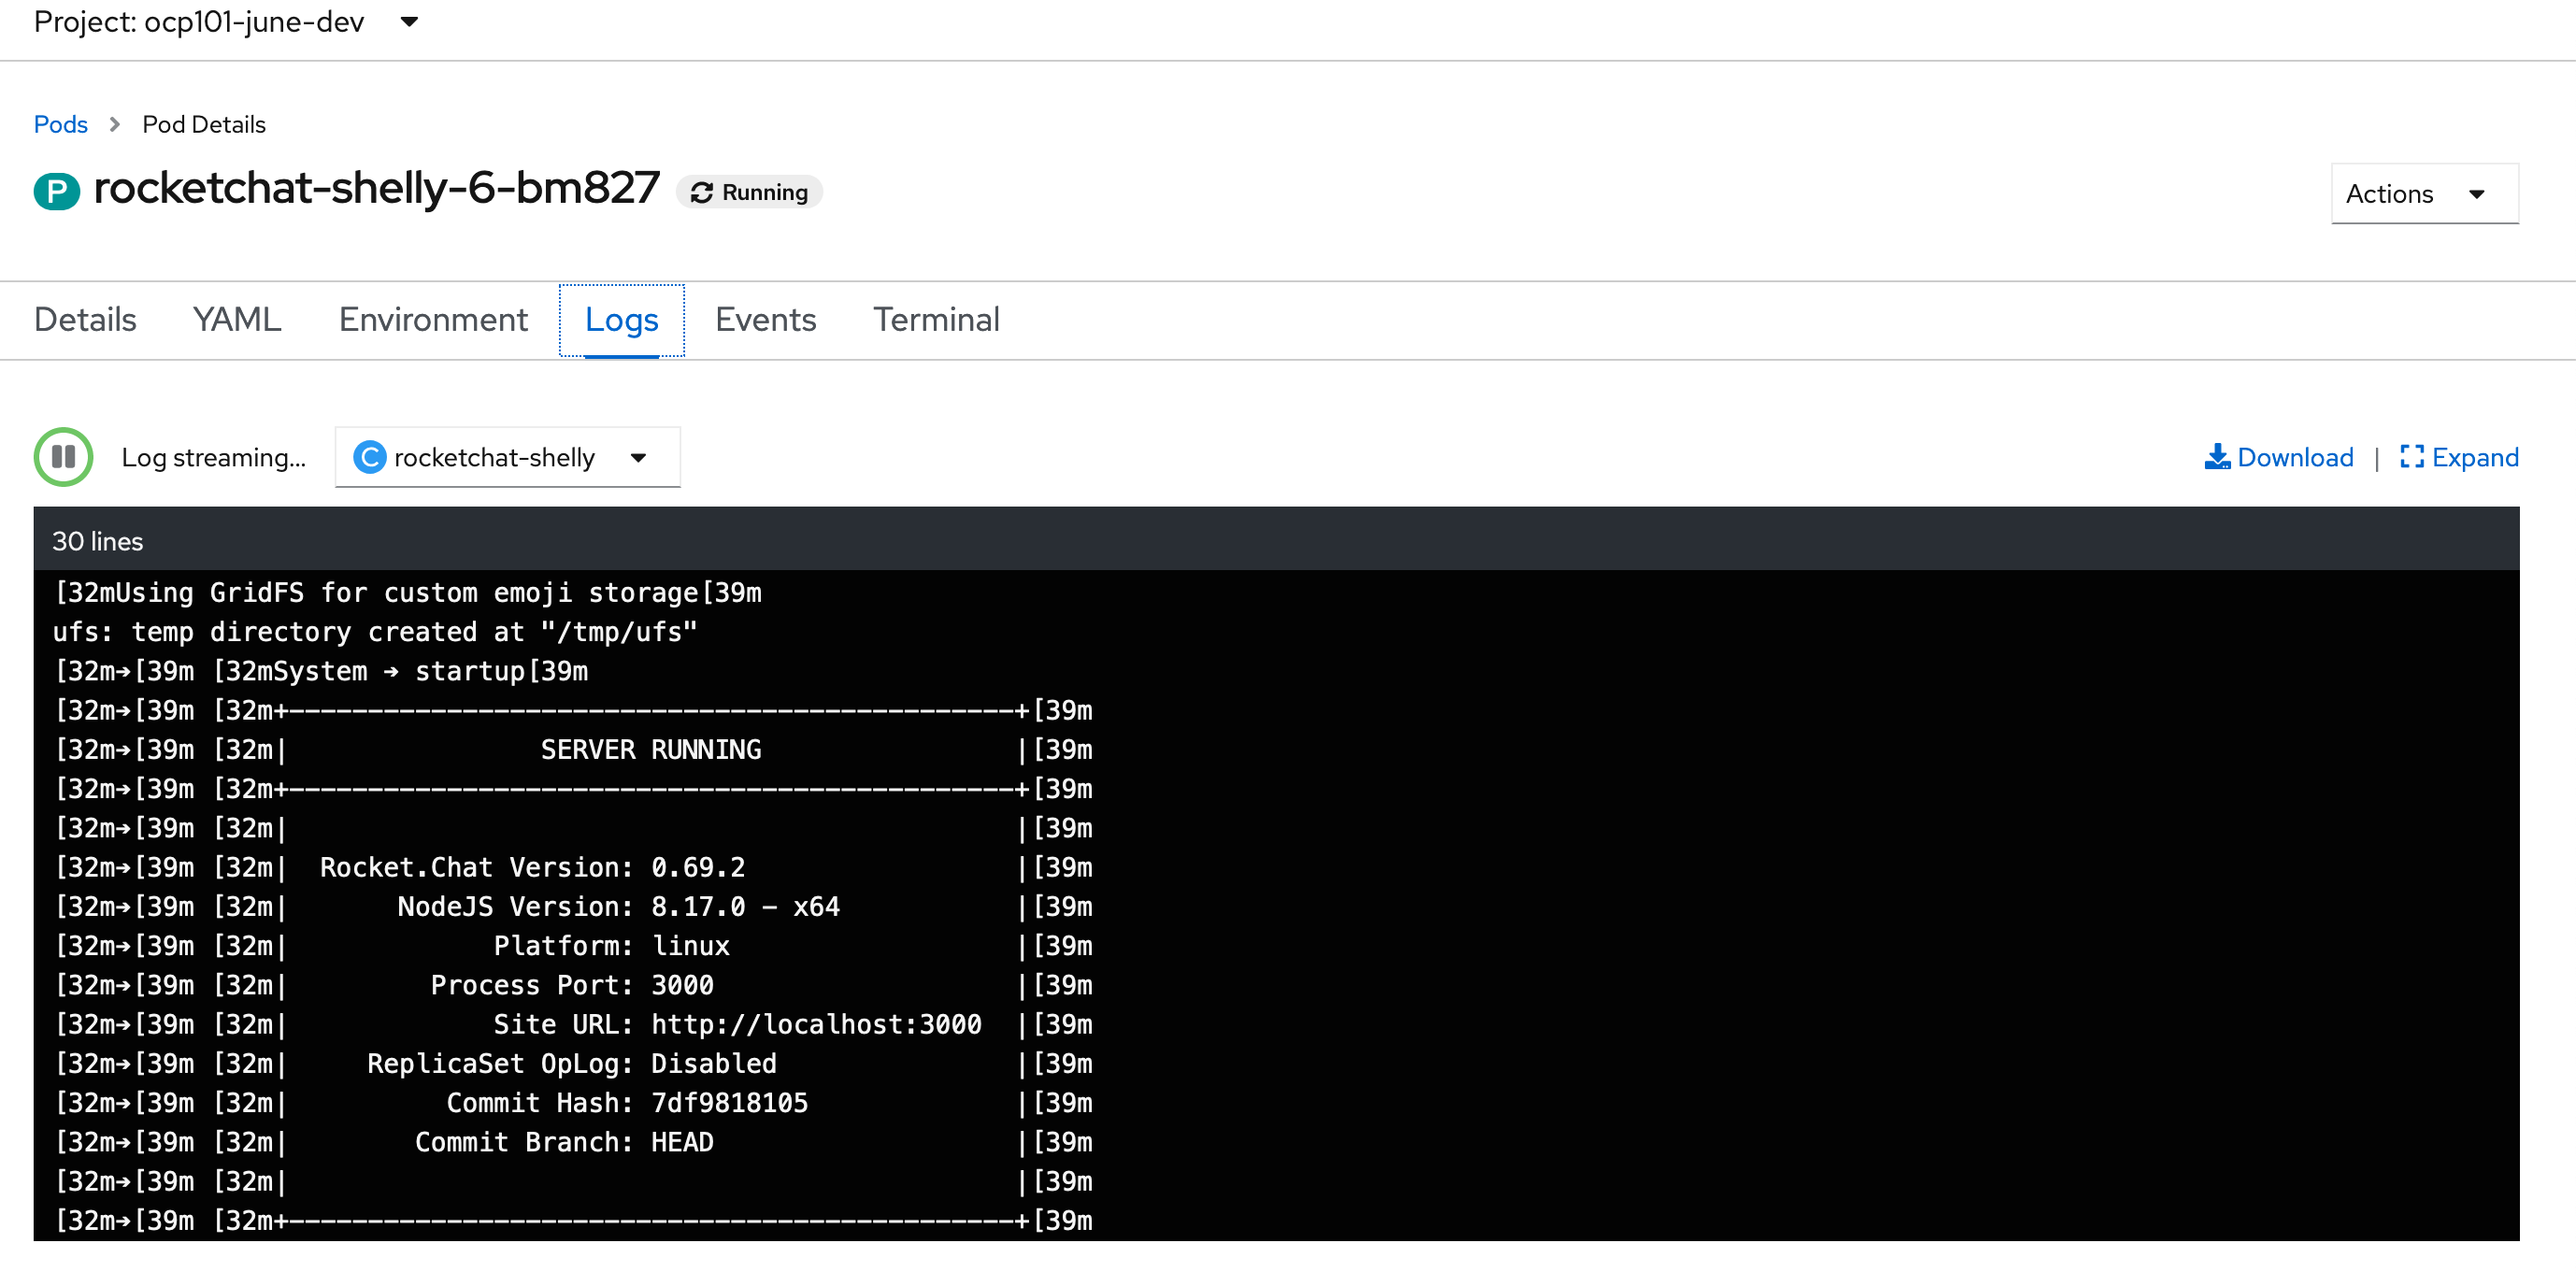 Project: ocp101-june-dev
Pods > Pod Details
P rocketchat-shelly-6-bm827 Running
Actions
Details YAML Environment Logs Events Terminal
Log streaming... C rocketchat-shelly
Download | Expand
30 lines
[32mUsing GridFS for custom emoji storage[39m
ufs: temp directory created at "/tmp/ufs"
[32m➔[39m [32mSystem ➔ startup[39m
[32m➔[39m [32m+----------------------------------------------+[39m
[32m➔[39m [32m|                SERVER RUNNING                |[39m
[32m➔[39m [32m+----------------------------------------------+[39m
[32m➔[39m [32m|                                              |[39m
[32m➔[39m [32m|  Rocket.Chat Version: 0.69.2                 |[39m
[32m➔[39m [32m|       NodeJS Version: 8.17.0 - x64           |[39m
[32m➔[39m [32m|             Platform: linux                  |[39m
[32m➔[39m [32m|         Process Port: 3000                   |[39m
[32m➔[39m [32m|             Site URL: http://localhost:3000  |[39m
[32m➔[39m [32m|     ReplicaSet OpLog: Disabled               |[39m
[32m➔[39m [32m|          Commit Hash: 7df9818105             |[39m
[32m➔[39m [32m|        Commit Branch: HEAD                   |[39m
[32m➔[39m [32m|                                              |[39m
[32m➔[39m [32m+----------------------------------------------+[39m